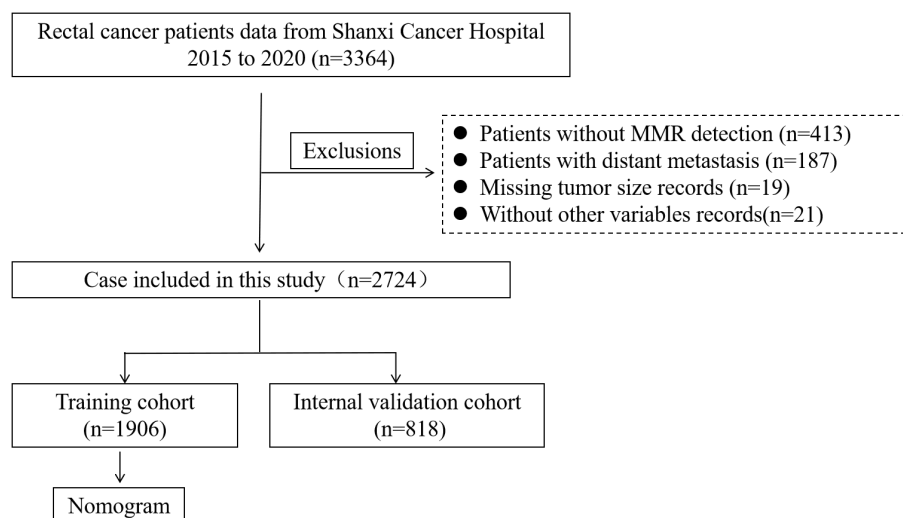 Rectal cancer patients data from Shanxi Cancer Hospital
2015 to 2020 (n=3364)
Exclusions
● Patients without MMR detection (n=413)
● Patients with distant metastasis (n=187)
● Missing tumor size records (n=19)
● Without other variables records(n=21)
Case included in this study（n=2724）
Training cohort
(n=1906)
Internal validation cohort
(n=818)
Nomogram